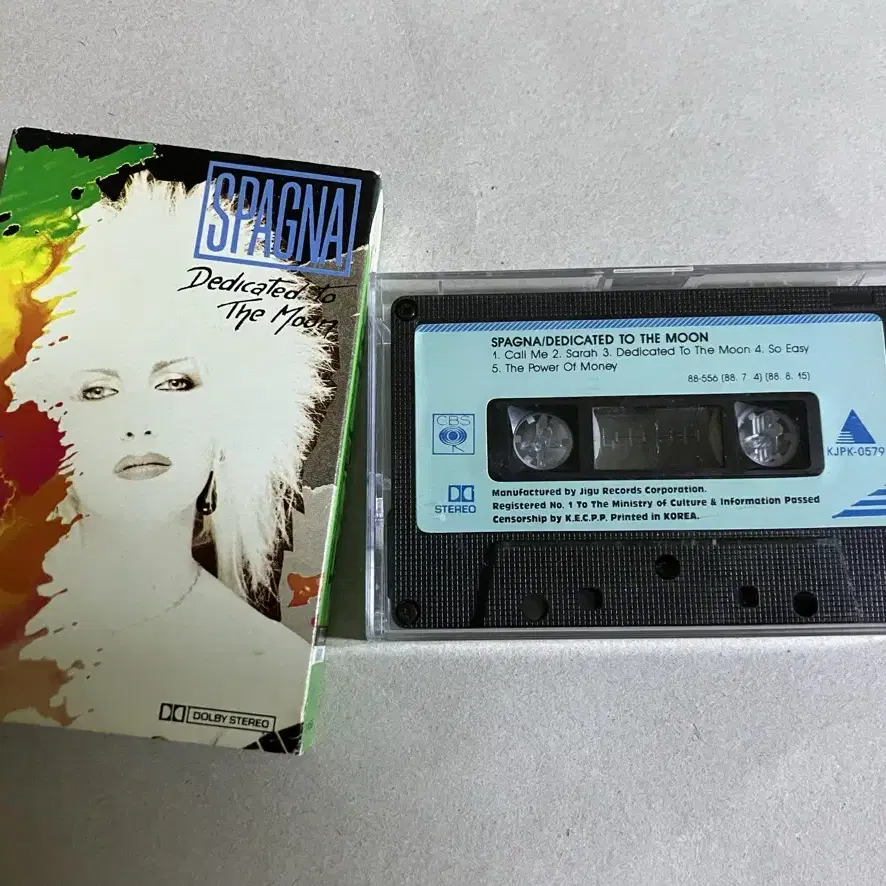 SPAGNA
Dedicated to
The Moon
DOLBY STEREO
SPAGNA/DEDICATED TO THE MOON
1. Call Me 2. Sarah 3. Dedicated To The Moon 4. So Easy
5. The Power Of Money
88-556 (88. 7. 4) (88. 8. 15)
CBS
KJPK-0579
STEREO
Manufactured by Jigu Records Corporation.
Registered No. 1 To The Ministry of Culture & Information Passed
Censorship by K.E.C.P.P. Printed in KOREA.